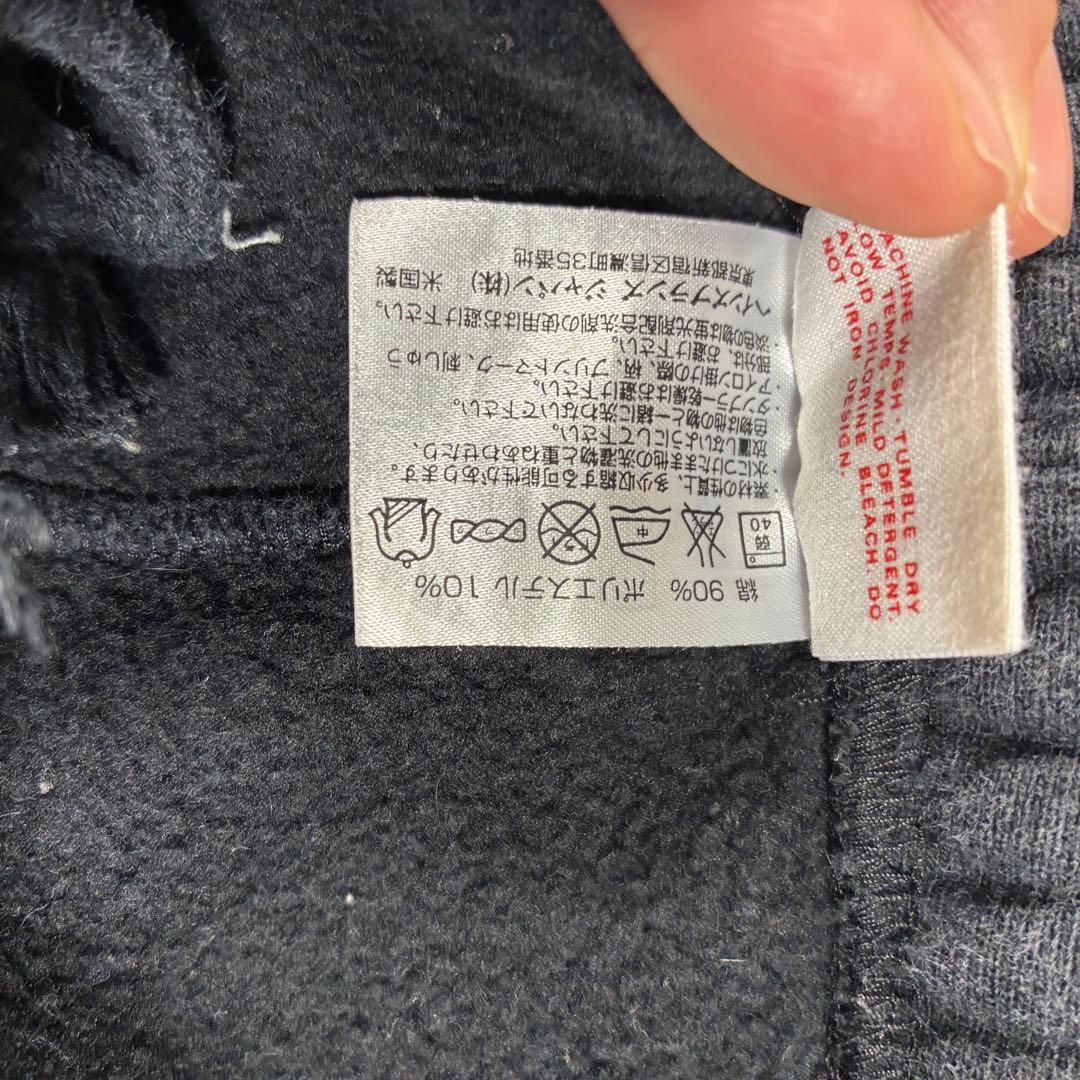 綿 90% ポリエステル 10%
弱
40
中
・素材の性質上、多少収縮する可能性があります。
・水につけたまま他の洗濯物と重ねあわせたり、
放置しないようにして下さい。
色物は他の物と一緒に洗わないで下さい。
・タンブラー乾燥はお避け下さい。
・アイロン掛けの際、柄、プリントマーク、刺しゅう
部分は、お避け下さい。
・淡色の物は蛍光剤配合洗剤の使用はお避け下さい。
ヘインズブランズ ジャパン(株) 米国製
東京都新宿区信濃町35番地
ACHINE WASH · TUMBLE DRY
LOW TEMPS. MILD DETERGENT.
AVOID CHLORINE BLEACH. DO
NOT IRON DESIGN.